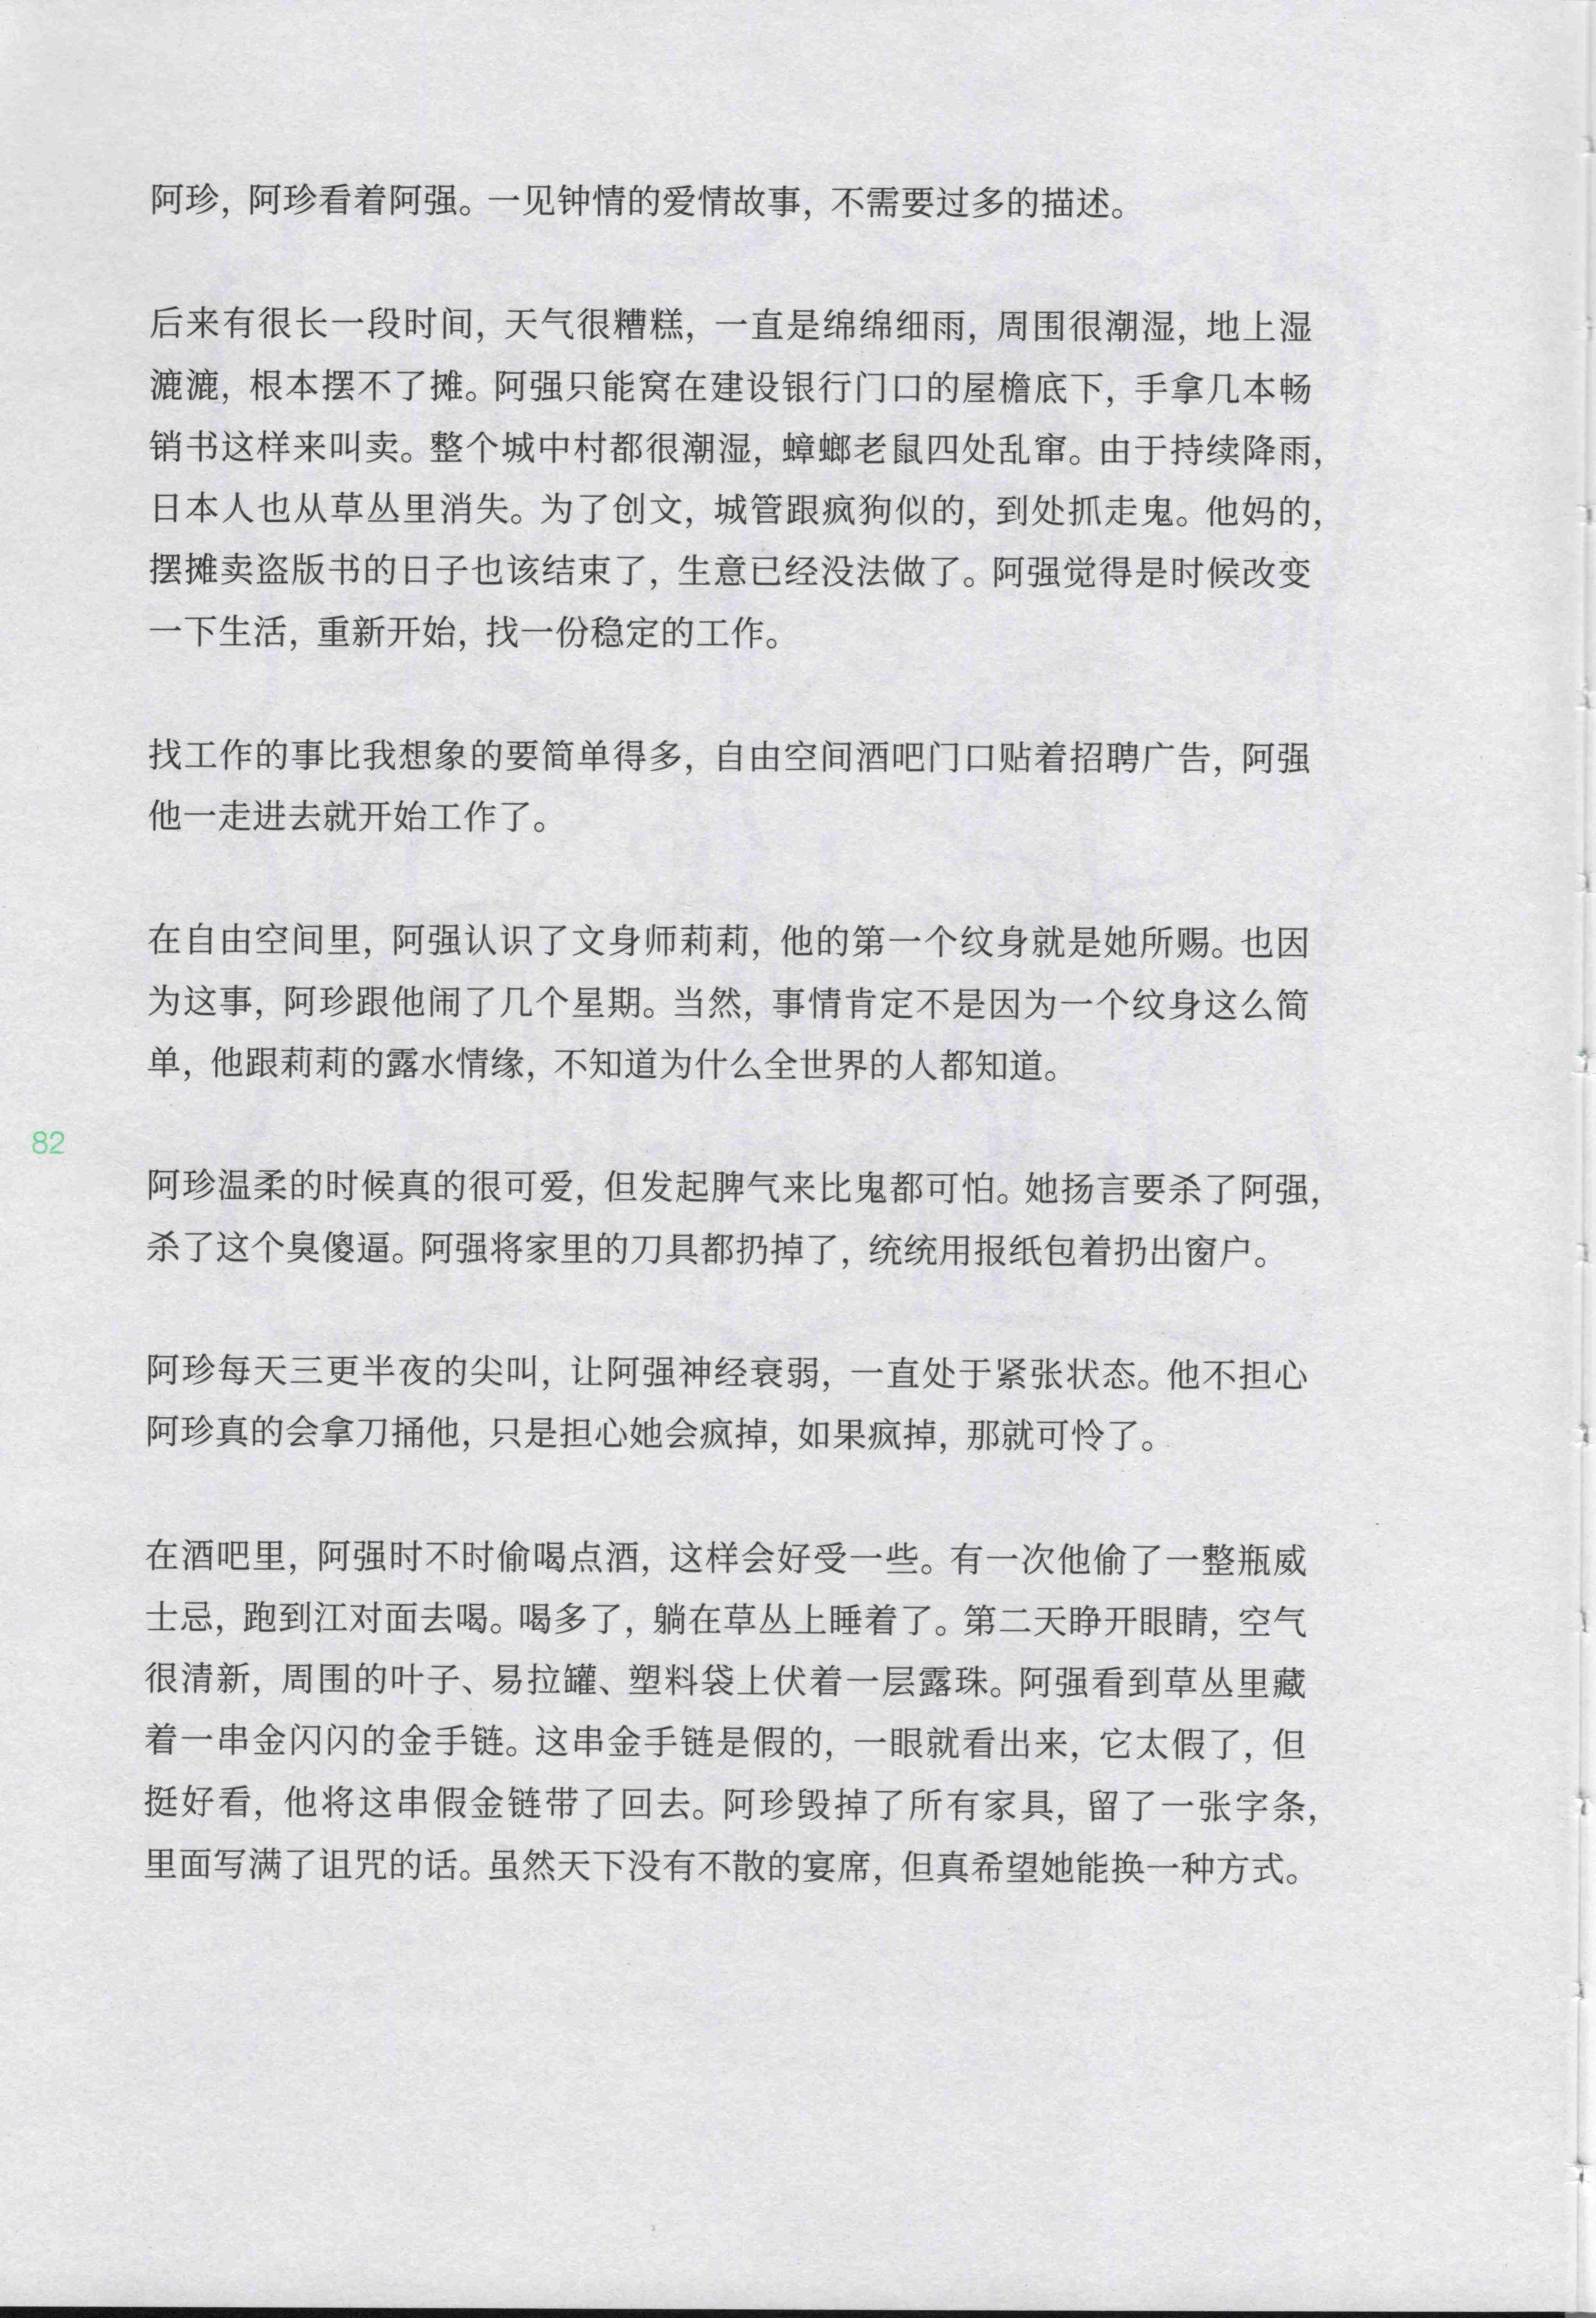 阿珍，阿珍看着阿强。一见钟情的爱情故事，不需要过多的描述。
后来有很长一段时间，天气很糟糕，一直是绵绵细雨，周围很潮湿，地上湿
漉漉，根本摆不了摊。阿强只能窝在建设银行门口的屋檐底下，手拿几本畅
销书这样来叫卖。整个城中村都很潮湿，蟑螂老鼠四处乱窜。由于持续降雨，
日本人也从草丛里消失。为了创文，城管跟疯狗似的，到处抓走鬼。他妈的，
摆摊卖盗版书的日子也该结束了，生意已经没法做了。阿强觉得是时候改变
一下生活，重新开始，找一份稳定的工作。
找工作的事比我想象的要简单得多，自由空间酒吧门口贴着招聘广告，阿强
他一走进去就开始工作了。
在自由空间里，阿强认识了文身师莉莉，他的第一个纹身就是她所赐。也因
为这事，阿珍跟他闹了几个星期。当然，事情肯定不是因为一个纹身这么简
单，他跟莉莉的露水情缘，不知道为什么全世界的人都知道。
82
阿珍温柔的时候真的很可爱，但发起脾气来比鬼都可怕。她扬言要杀了阿强，
杀了这个臭傻逼。阿强将家里的刀具都扔掉了，统统用报纸包着扔出窗户。
阿珍每天三更半夜的尖叫，让阿强神经衰弱，一直处于紧张状态。他不担心
阿珍真的会拿刀捅他，只是担心她会疯掉，如果疯掉，那就可怜了。
在酒吧里，阿强时不时偷喝点酒，这样会好受一些。有一次他偷了一整瓶威
士忌，跑到江对面去喝。喝多了，躺在草丛上睡着了。第二天睁开眼睛，空气
很清新，周围的叶子、易拉罐、塑料袋上伏着一层露珠。阿强看到草丛里藏
着一串金闪闪的金手链。这串金手链是假的，一眼就看出来，它太假了，但
挺好看，他将这串假金链带了回去。阿珍毁掉了所有家具，留了一张字条，
里面写满了诅咒的话。虽然天下没有不散的宴席，但真希望她能换一种方式。